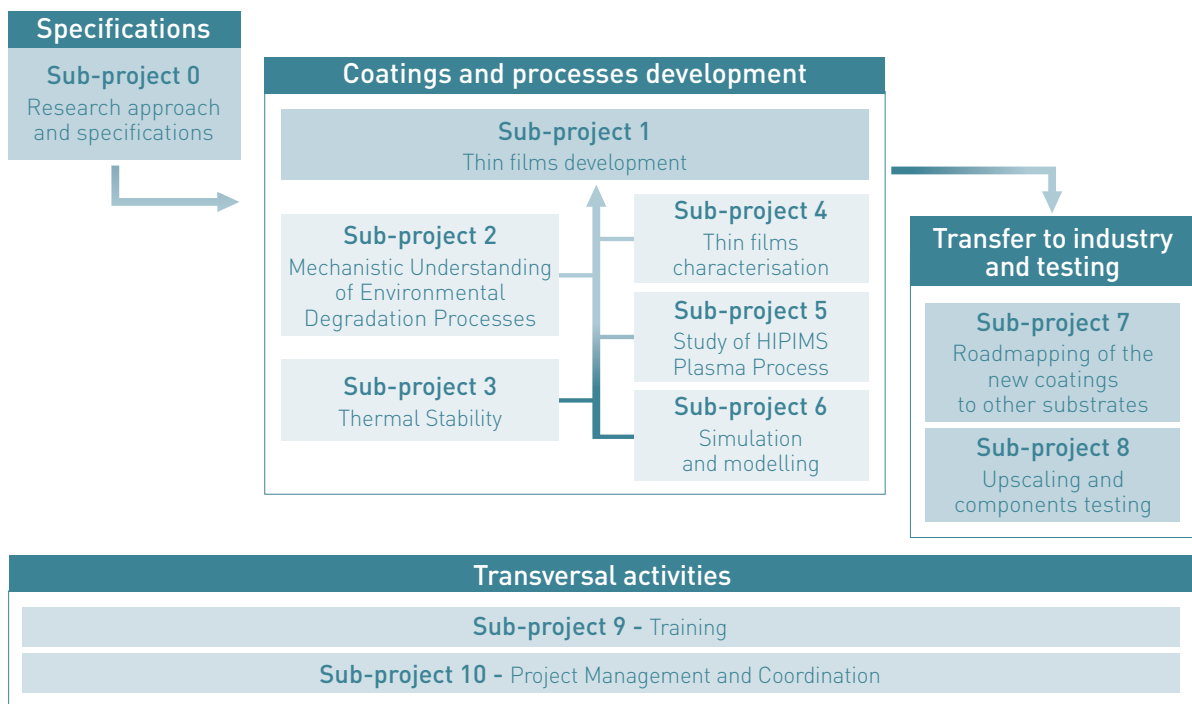 Specifications
Sub-project 0
Research approach
and specifications
Coatings and processes development
Sub-project 1
Thin films development
Sub-project 2
Mechanistic Understanding
of Environmental
Degradation Processes
Sub-project 3
Thermal Stability
Sub-project 4
Thin films
characterisation
Sub-project 5
Study of HIPIMS
Plasma Process
Sub-project 6
Simulation
and modelling
Transfer to industry
and testing
Sub-project 7
Roadmapping of the
new coatings
to other substrates
Sub-project 8
Upscaling and
components testing
Transversal activities
Sub-project 9 - Training
Sub-project 10 - Project Management and Coordination